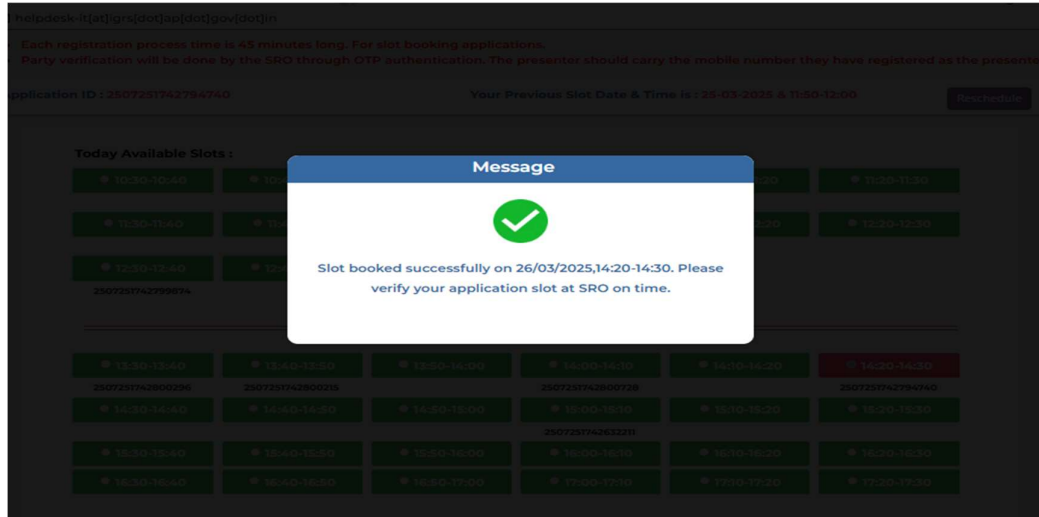 helpdesk-it[at]igrs[dot]ap[dot]gov[dot]in
Each registration process time is 45 minutes long. For slot booking applications.
Party verification will be done by the SRO through OTP authentication. The presenter should carry the mobile number they have registered as the presente
pplication ID : 2507251742794740 Your Previous Slot Date & Time is : 25-03-2025 & 11:50-12:00 Reschedule
Today Available Slots :
Message
10:30-10:40 11:20-11:30
11:30-11:40 12:20-12:30
Slot booked successfully on 26/03/2025,14:20-14:30. Please
12:30-12:40
verify your application slot at SRO on time.
2507251742799874
13:30-13:40 13:40-13:50 13:50-14:00 14:00-14:10 14:10-14:20 14:20-14:30
2507251742800296 2507251742800215 2507251742800728 2507251742794740
14:30-14:40 14:40-14:50 14:50-15:00 15:00-15:10 15:10-15:20 15:20-15:30
2507251742632211
15:30-15:40 15:40-15:50 15:50-16:00 16:00-16:10 16:10-16:20 16:20-16:30
16:30-16:40 16:40-16:50 16:50-17:00 17:00-17:10 17:10-17:20 17:20-17:30